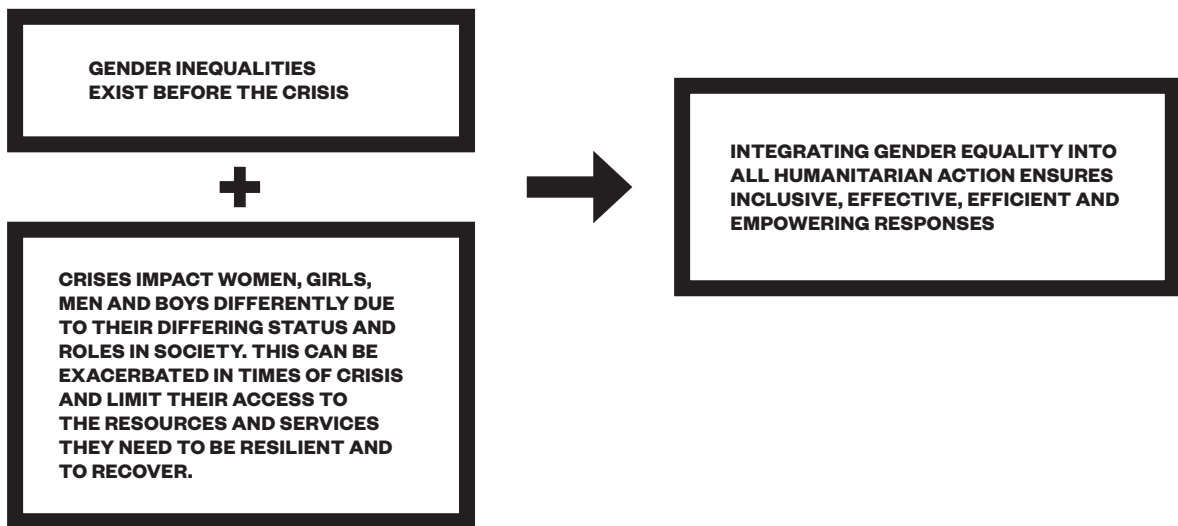 GENDER INEQUALITIES
EXIST BEFORE THE CRISIS
+
CRISES IMPACT WOMEN, GIRLS,
MEN AND BOYS DIFFERENTLY DUE
TO THEIR DIFFERING STATUS AND
ROLES IN SOCIETY. THIS CAN BE
EXACERBATED IN TIMES OF CRISIS
AND LIMIT THEIR ACCESS TO
THE RESOURCES AND SERVICES
THEY NEED TO BE RESILIENT AND
TO RECOVER.
INTEGRATING GENDER EQUALITY INTO
ALL HUMANITARIAN ACTION ENSURES
INCLUSIVE, EFFECTIVE, EFFICIENT AND
EMPOWERING RESPONSES